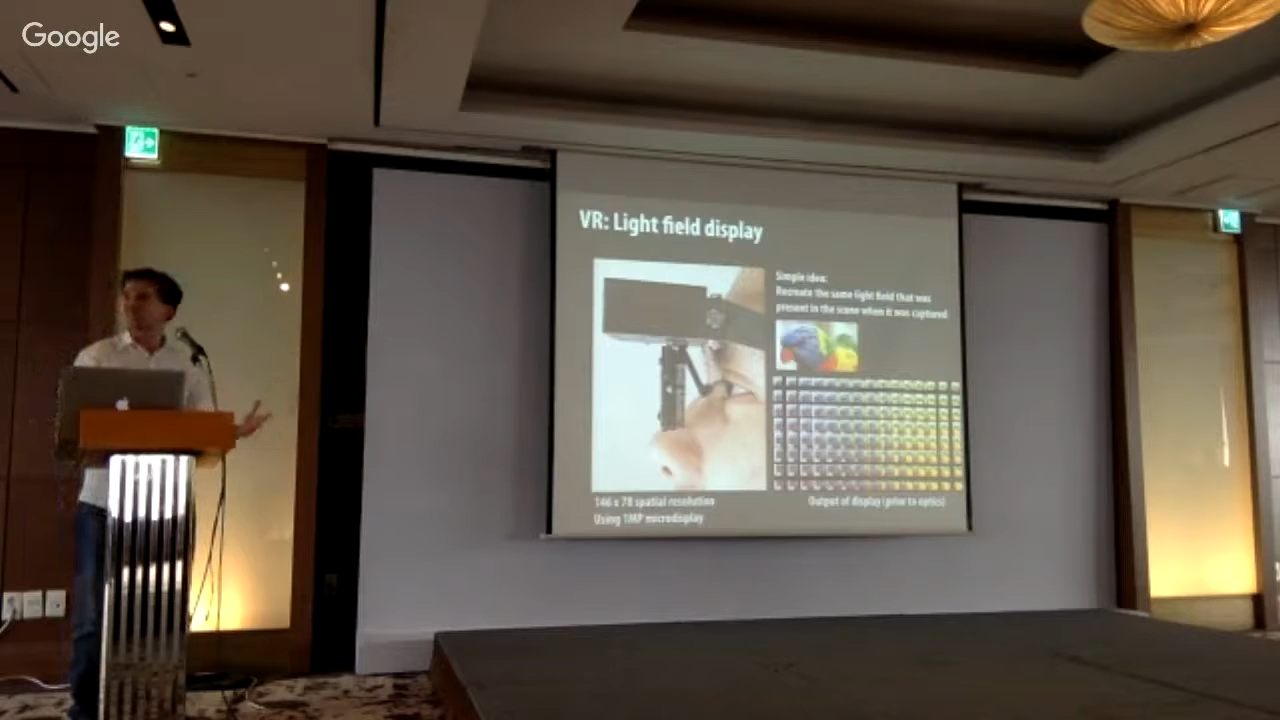 Google
VR: Light field display
Simple idea:
Recreate the same light field that was
present in the scene when it was captured
146 x 78 spatial resolution
Using 1MP microdisplay
Output of display (prior to optics)